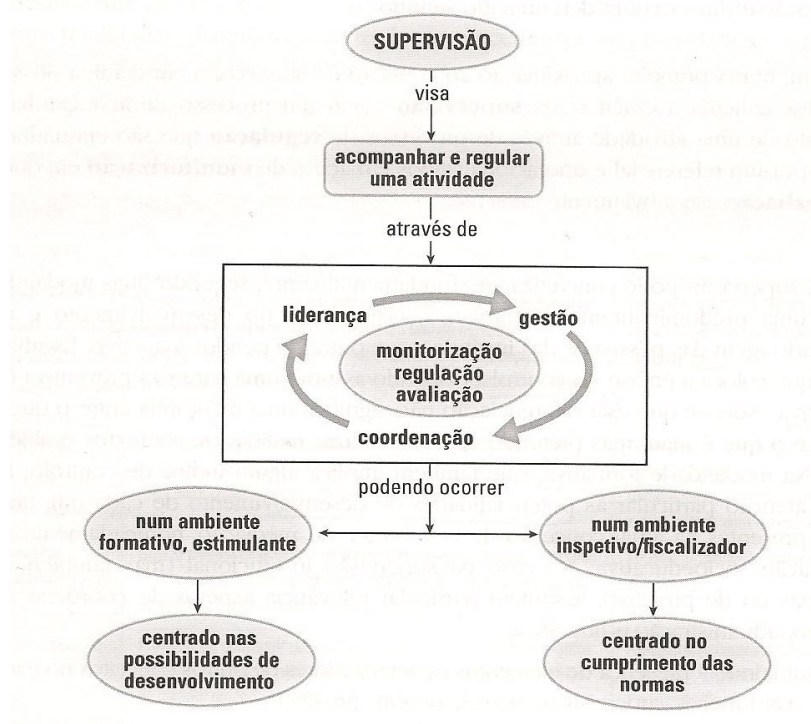 SUPERVISÃO
visa
acompanhar e regular
uma atividade
através de
liderança
gestão
monitorização
regulação
avaliação
coordenação
podendo ocorrer
num ambiente
formativo, estimulante
num ambiente
inspetivo/fiscalizador
centrado nas
possibilidades de
desenvolvimento
centrado no
cumprimento das
normas